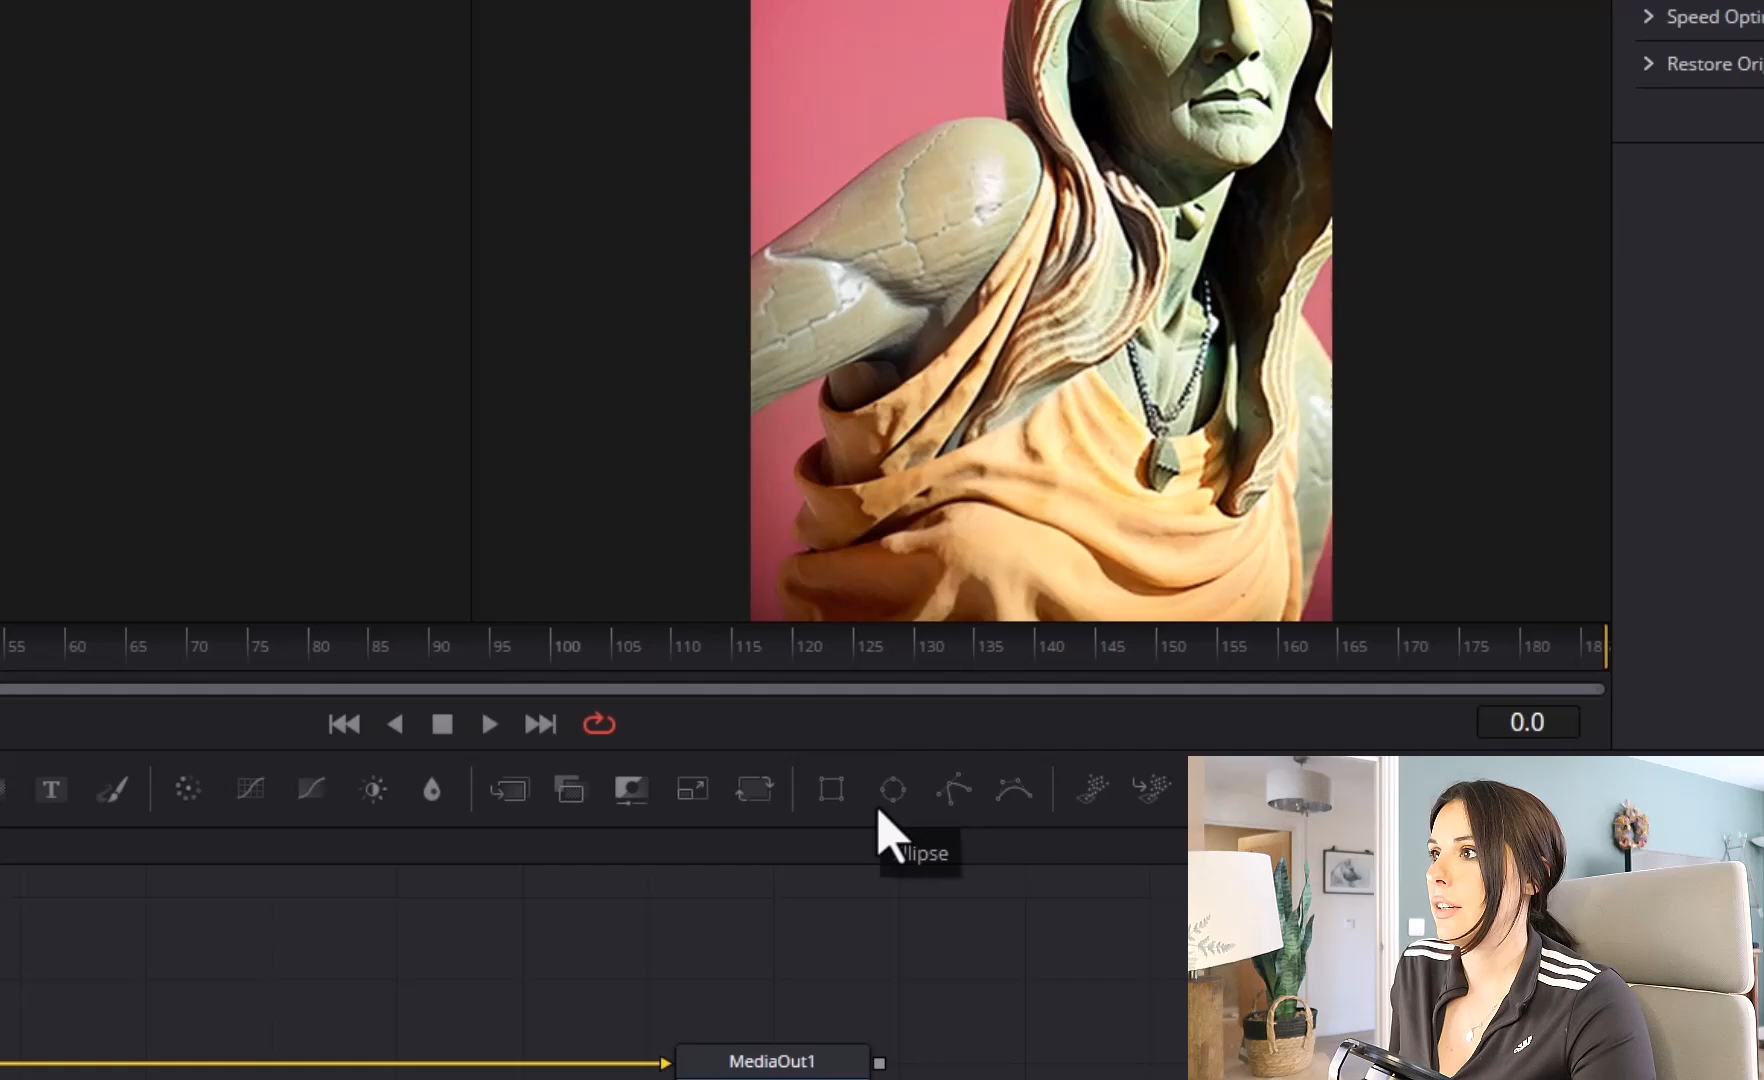 Speed Opti
Restore Ori
55 60 65 70 75 80 85 90 95 100 105 110 115 120 125 130 135 140 145 150 155 160 165 170 175 180 18
0.0
T
lipse
MediaOut1